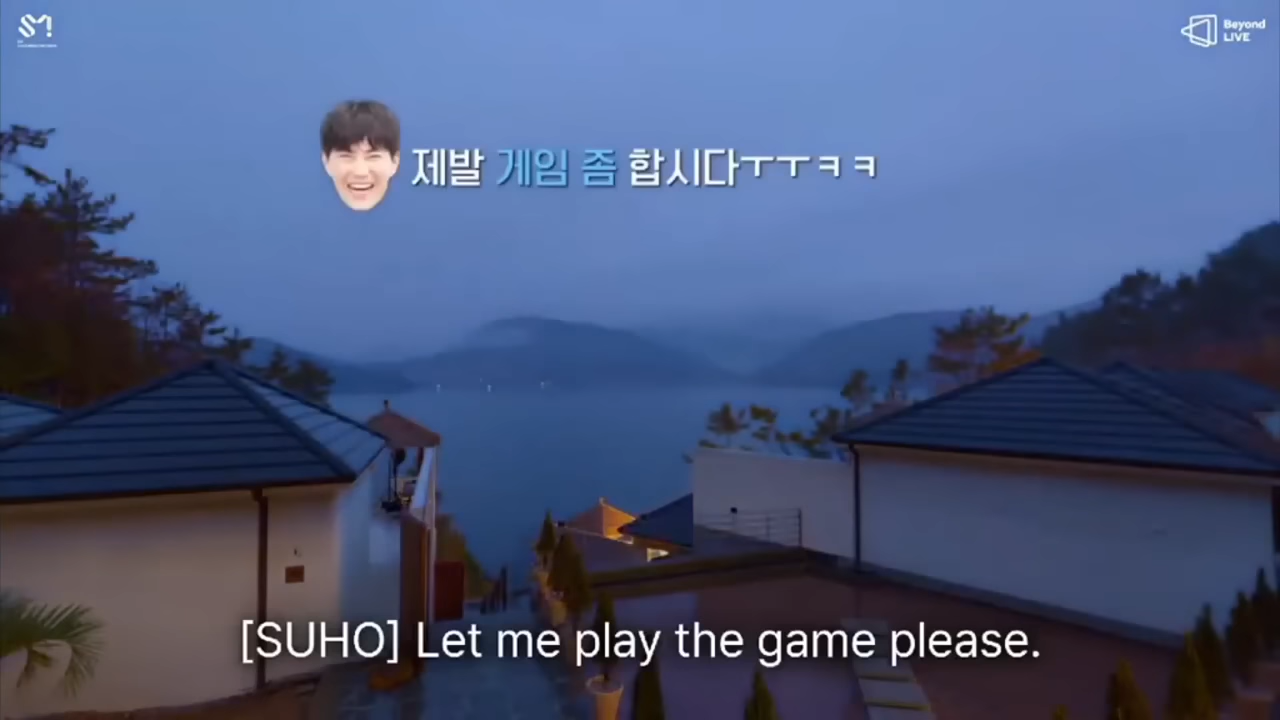 SM!
Beyond
LIVE
제발 게임 좀 합시다ㅜㅜㅋㅋ
[SUHO] Let me play the game please.